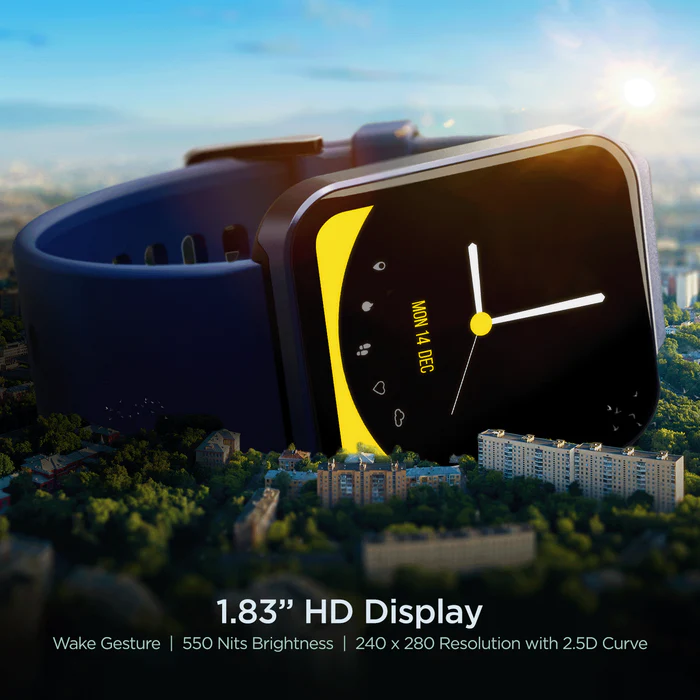 MON 14 DEC
1.83” HD Display
Wake Gesture | 550 Nits Brightness | 240 x 280 Resolution with 2.5D Curve